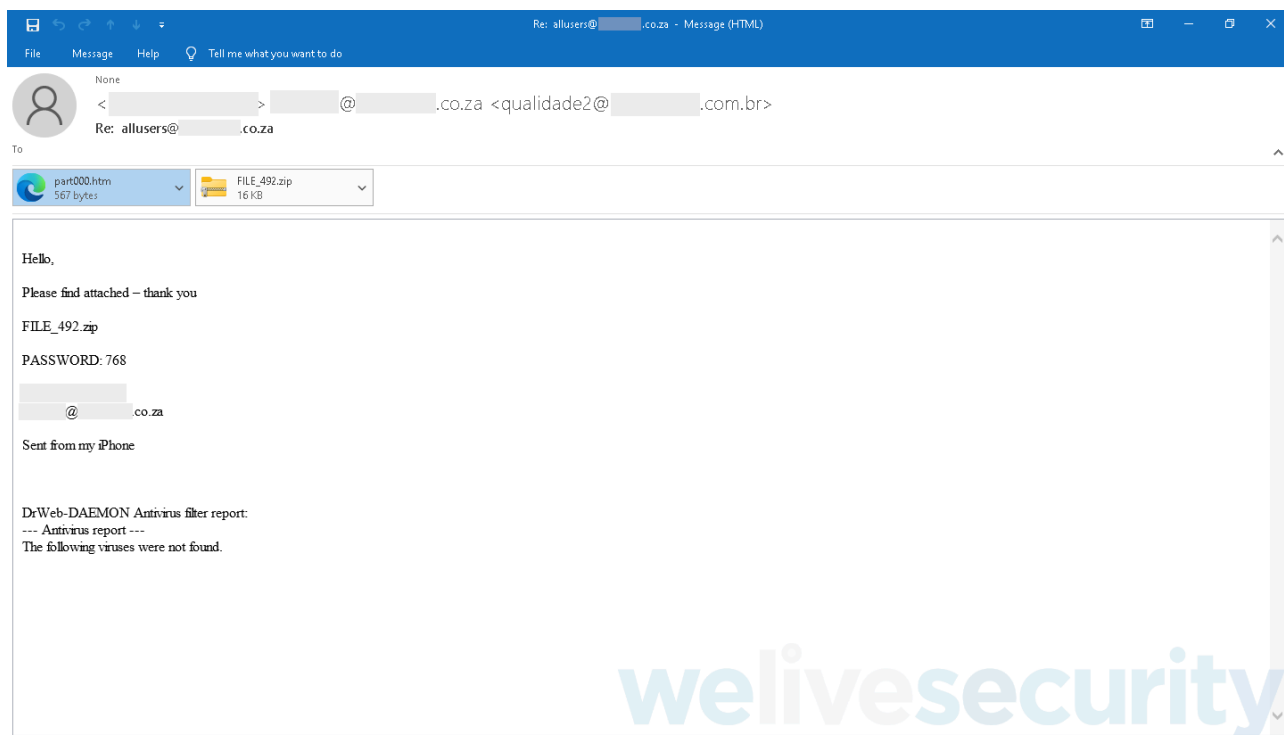 Re: allusers@ .co.za - Message (HTML)
File Message Help Tell me what you want to do
None
< > @ .co.za <qualidade2@ .com.br>
Re: allusers@ .co.za
To
part000.htm
567 bytes
FILE_492.zip
16 KB
Hello,
Please find attached – thank you
FILE_492.zip
PASSWORD: 768
@ .co.za
Sent from my iPhone
DrWeb-DAEMON Antivirus filter report:
--- Antivirus report ---
The following viruses were not found.
welivesecurity